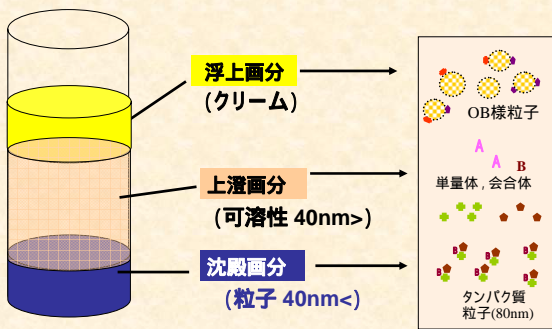 浮上画分
(クリーム)
上澄画分
(可溶性 40nm>)
沈殿画分
(粒子 40nm<)
OB様粒子
A
A
B
単量体 , 会合体
B
B
B
B
B
タンパク質
粒子(80nm)